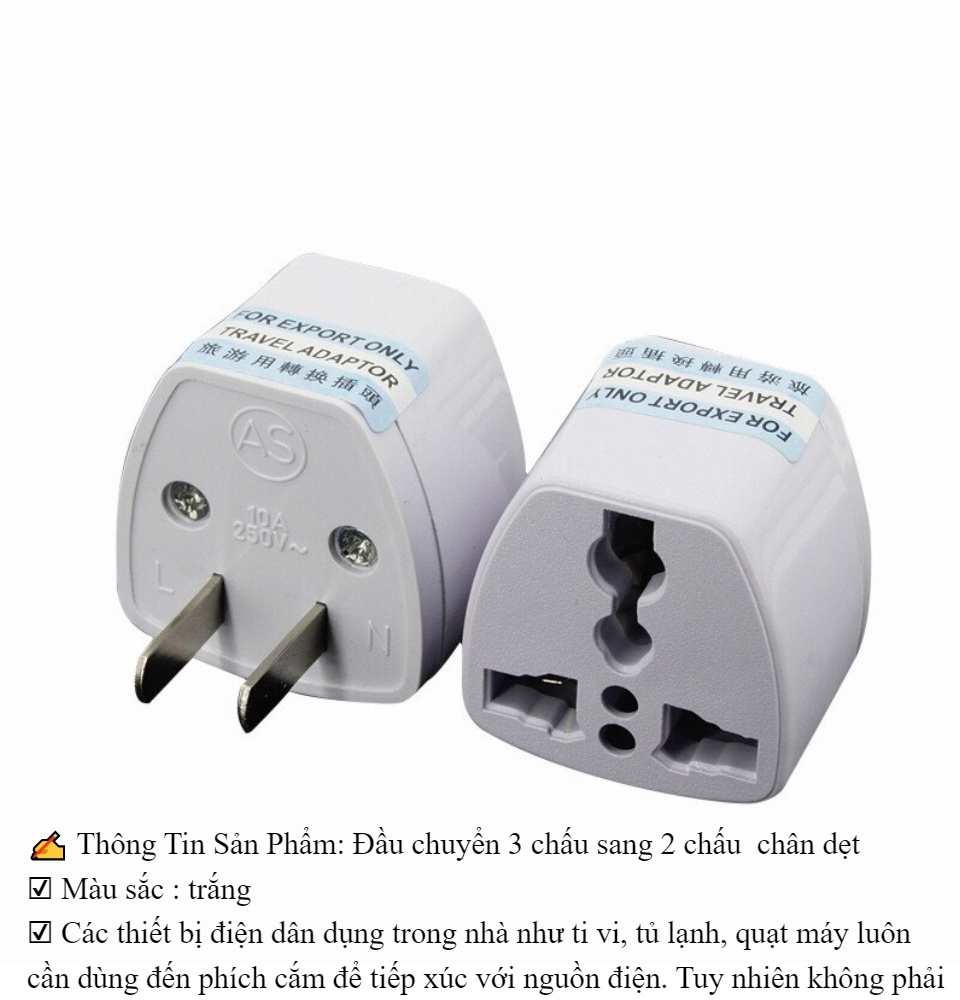 FOR EXPORT ONLY
TRAVEL ADAPTOR
旅游用轉换插頭
AS
10A
250V~
L
N
旅游用轉换插頭
TRAVEL ADAPTOR
FOR EXPORT ONLY
✍ Thông Tin Sản Phẩm: Đầu chuyển 3 chấu sang 2 chấu chân dẹt
☑ Màu sắc : trắng
☑ Các thiết bị điện dân dụng trong nhà như ti vi, tủ lạnh, quạt máy luôn
cần dùng đến phích cắm để tiếp xúc với nguồn điện. Tuy nhiên không phải